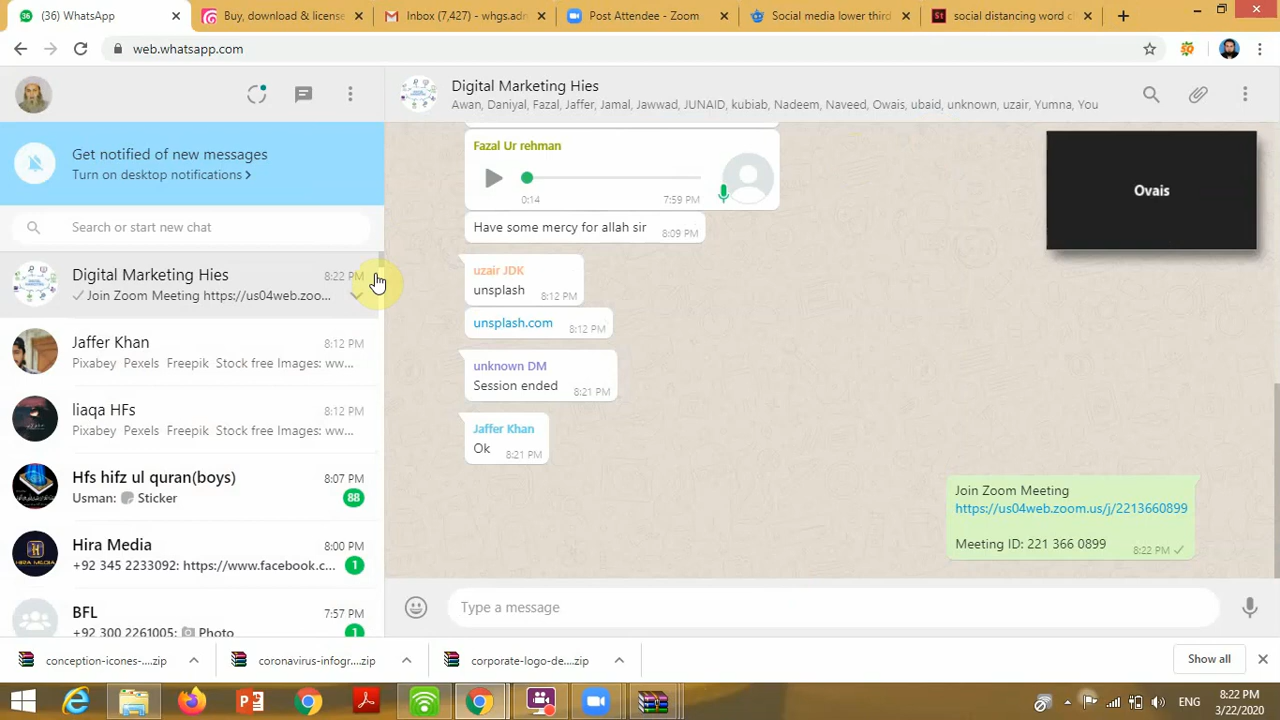 (36) WhatsApp
Buy, download & license
Inbox (7,427) - whgs.adn
Post Attendee - Zoom
Social media lower third
social distancing word cl
web.whatsapp.com
Digital Marketing Hies
Awan, Daniyal, Fazal, Jaffer, Jamal, Jawwad, JUNAID, kubiab, Nadeem, Naveed, Owais, ubaid, unknown, uzair, Yumna, You
Get notified of new messages
Turn on desktop notifications >
Search or start new chat
Digital Marketing Hies 8:22 PM
Join Zoom Meeting https://us04web.zoo...
Jaffer Khan 8:12 PM
Pixabey Pexels Freepik Stock free Images: ww...
liaqa HFs 8:12 PM
Pixabey Pexels Freepik Stock free Images: ww...
Hfs hifz ul quran(boys) 8:07 PM
Usman: Sticker 88
Hira Media 8:00 PM
+92 345 2233092: https://www.facebook.c... 1
BFL 7:57 PM
+92 300 2261005: Photo 1
Fazal Ur rehman
0:14 7:59 PM
Have some mercy for allah sir 8:09 PM
uzair JDK
unsplash 8:12 PM
unsplash.com 8:12 PM
unknown DM
Session ended 8:21 PM
Jaffer Khan
Ok 8:21 PM
Join Zoom Meeting
https://us04web.zoom.us/j/2213660899
Meeting ID: 221 366 0899 8:22 PM
Ovais
Type a message
conception-icones-....zip
coronavirus-infogr....zip
corporate-logo-de....zip
Show all
ENG
8:22 PM
3/22/2020